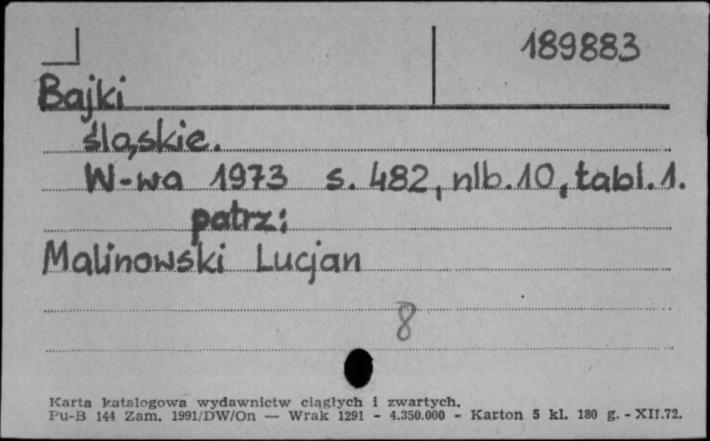 189883
Bajki
śląskie.
W-wa 1973 s. 482, nlb. 10, tabl. 1.
patrz:
Malinowski Lucjan
8
Karta katalogowa wydawnictw ciągłych i zwartych.
Pu-B 144 Zam. 1991/DW/On — Wrak 1291 - 4.350.000 - Karton 5 kl. 180 g. - XII.72.